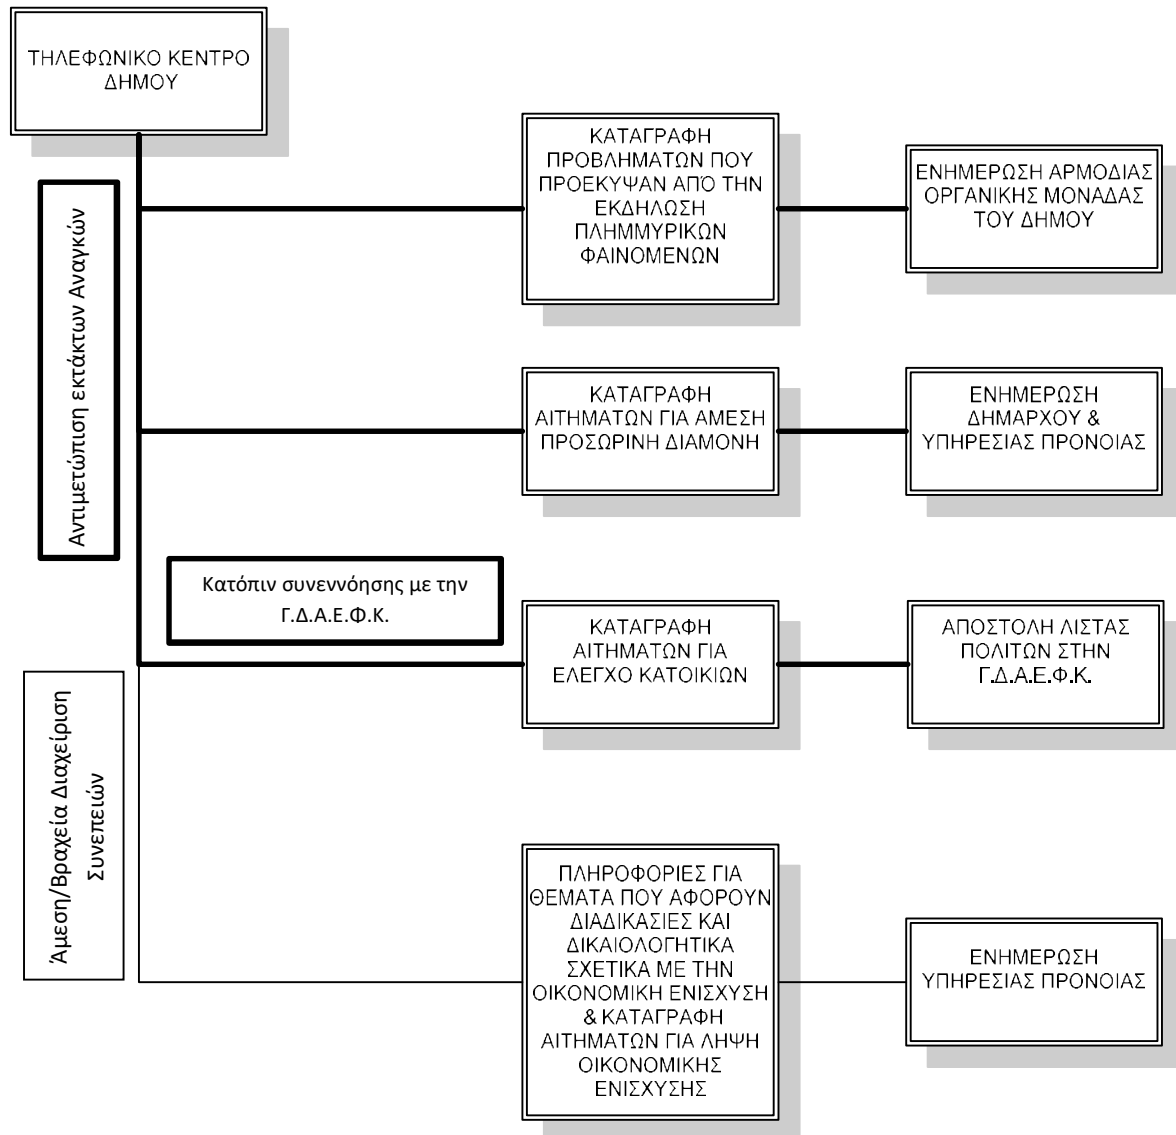 ΤΗΛΕΦΩΝΙΚΟ ΚΕΝΤΡΟ
ΔΗΜΟΥ
ΚΑΤΑΓΡΑΦΗ
ΠΡΟΒΛΗΜΑΤΩΝ ΠΟΥ
ΠΡΟΕΚΥΨΑΝ ΑΠΌ ΤΗΝ
ΕΚΔΗΛΩΣΗ
ΠΛΗΜΜΥΡΙΚΩΝ
ΦΑΙΝΟΜΕΝΩΝ
ΕΝΗΜΕΡΩΣΗ ΑΡΜΟΔΙΑΣ
ΟΡΓΑΝΙΚΗΣ ΜΟΝΑΔΑΣ
ΤΟΥ ΔΗΜΟΥ
Αντιμετώπιση εκτάκτων Αναγκών
ΚΑΤΑΓΡΑΦΗ
ΑΙΤΗΜΑΤΩΝ ΓΙΑ ΑΜΕΣΗ
ΠΡΟΣΩΡΙΝΗ ΔΙΑΜΟΝΗ
ΕΝΗΜΕΡΩΣΗ
ΔΗΜΑΡΧΟΥ &
ΥΠΗΡΕΣΙΑΣ ΠΡΟΝΟΙΑΣ
Κατόπιν συνεννόησης με την
Γ.Δ.Α.Ε.Φ.Κ.
ΚΑΤΑΓΡΑΦΗ
ΑΙΤΗΜΑΤΩΝ ΓΙΑ
ΕΛΕΓΧΟ ΚΑΤΟΙΚΙΩΝ
ΑΠΟΣΤΟΛΗ ΛΙΣΤΑΣ
ΠΟΛΙΤΩΝ ΣΤΗΝ
Γ.Δ.Α.Ε.Φ.Κ.
Άμεση/Βραχεία Διαχείριση
Συνεπειών
ΠΛΗΡΟΦΟΡΙΕΣ ΓΙΑ
ΘΕΜΑΤΑ ΠΟΥ ΑΦΟΡΟΥΝ
ΔΙΑΔΙΚΑΣΙΕΣ ΚΑΙ
ΔΙΚΑΙΟΛΟΓΗΤΙΚΑ
ΣΧΕΤΙΚΑ ΜΕ ΤΗΝ
ΟΙΚΟΝΟΜΙΚΗ ΕΝΙΣΧΥΣΗ
& ΚΑΤΑΓΡΑΦΗ
ΑΙΤΗΜΑΤΩΝ ΓΙΑ ΛΗΨΗ
ΟΙΚΟΝΟΜΙΚΗΣ
ΕΝΙΣΧΥΣΗΣ
ΕΝΗΜΕΡΩΣΗ
ΥΠΗΡΕΣΙΑΣ ΠΡΟΝΟΙΑΣ